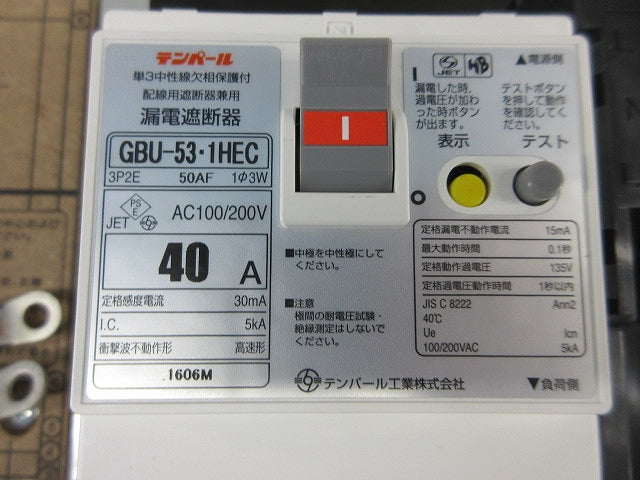 テンパール
単3中性線欠相保護付
配線用遮断器兼用
漏電遮断器
GBU-53・1HEC
3P2E 50AF 1φ3W
PS
E
JET
AC100/200V
40 A
定格感度電流 30mA
I.C. 5kA
衝撃波不動作形 高速形
1606M
I
■中極を中性極にして
ください。
■注意
極間の耐電圧試験・
絶縁測定はしないで
ください。
テンパール工業株式会社
JET
▲電源側
漏電した時、
過電圧が加わ
った時ボタン
が出ます。
テストボタン
を押して動作
を確認してく
ださい。
表示 テスト
定格漏電不動作電流 15mA
最大動作時間 0.1秒
定格動作過電圧 135V
定格過電圧動作時間 1秒以内
JIS C 8222 Ann2
40℃
Ue Icn
100/200VAC 5kA
▼負荷側